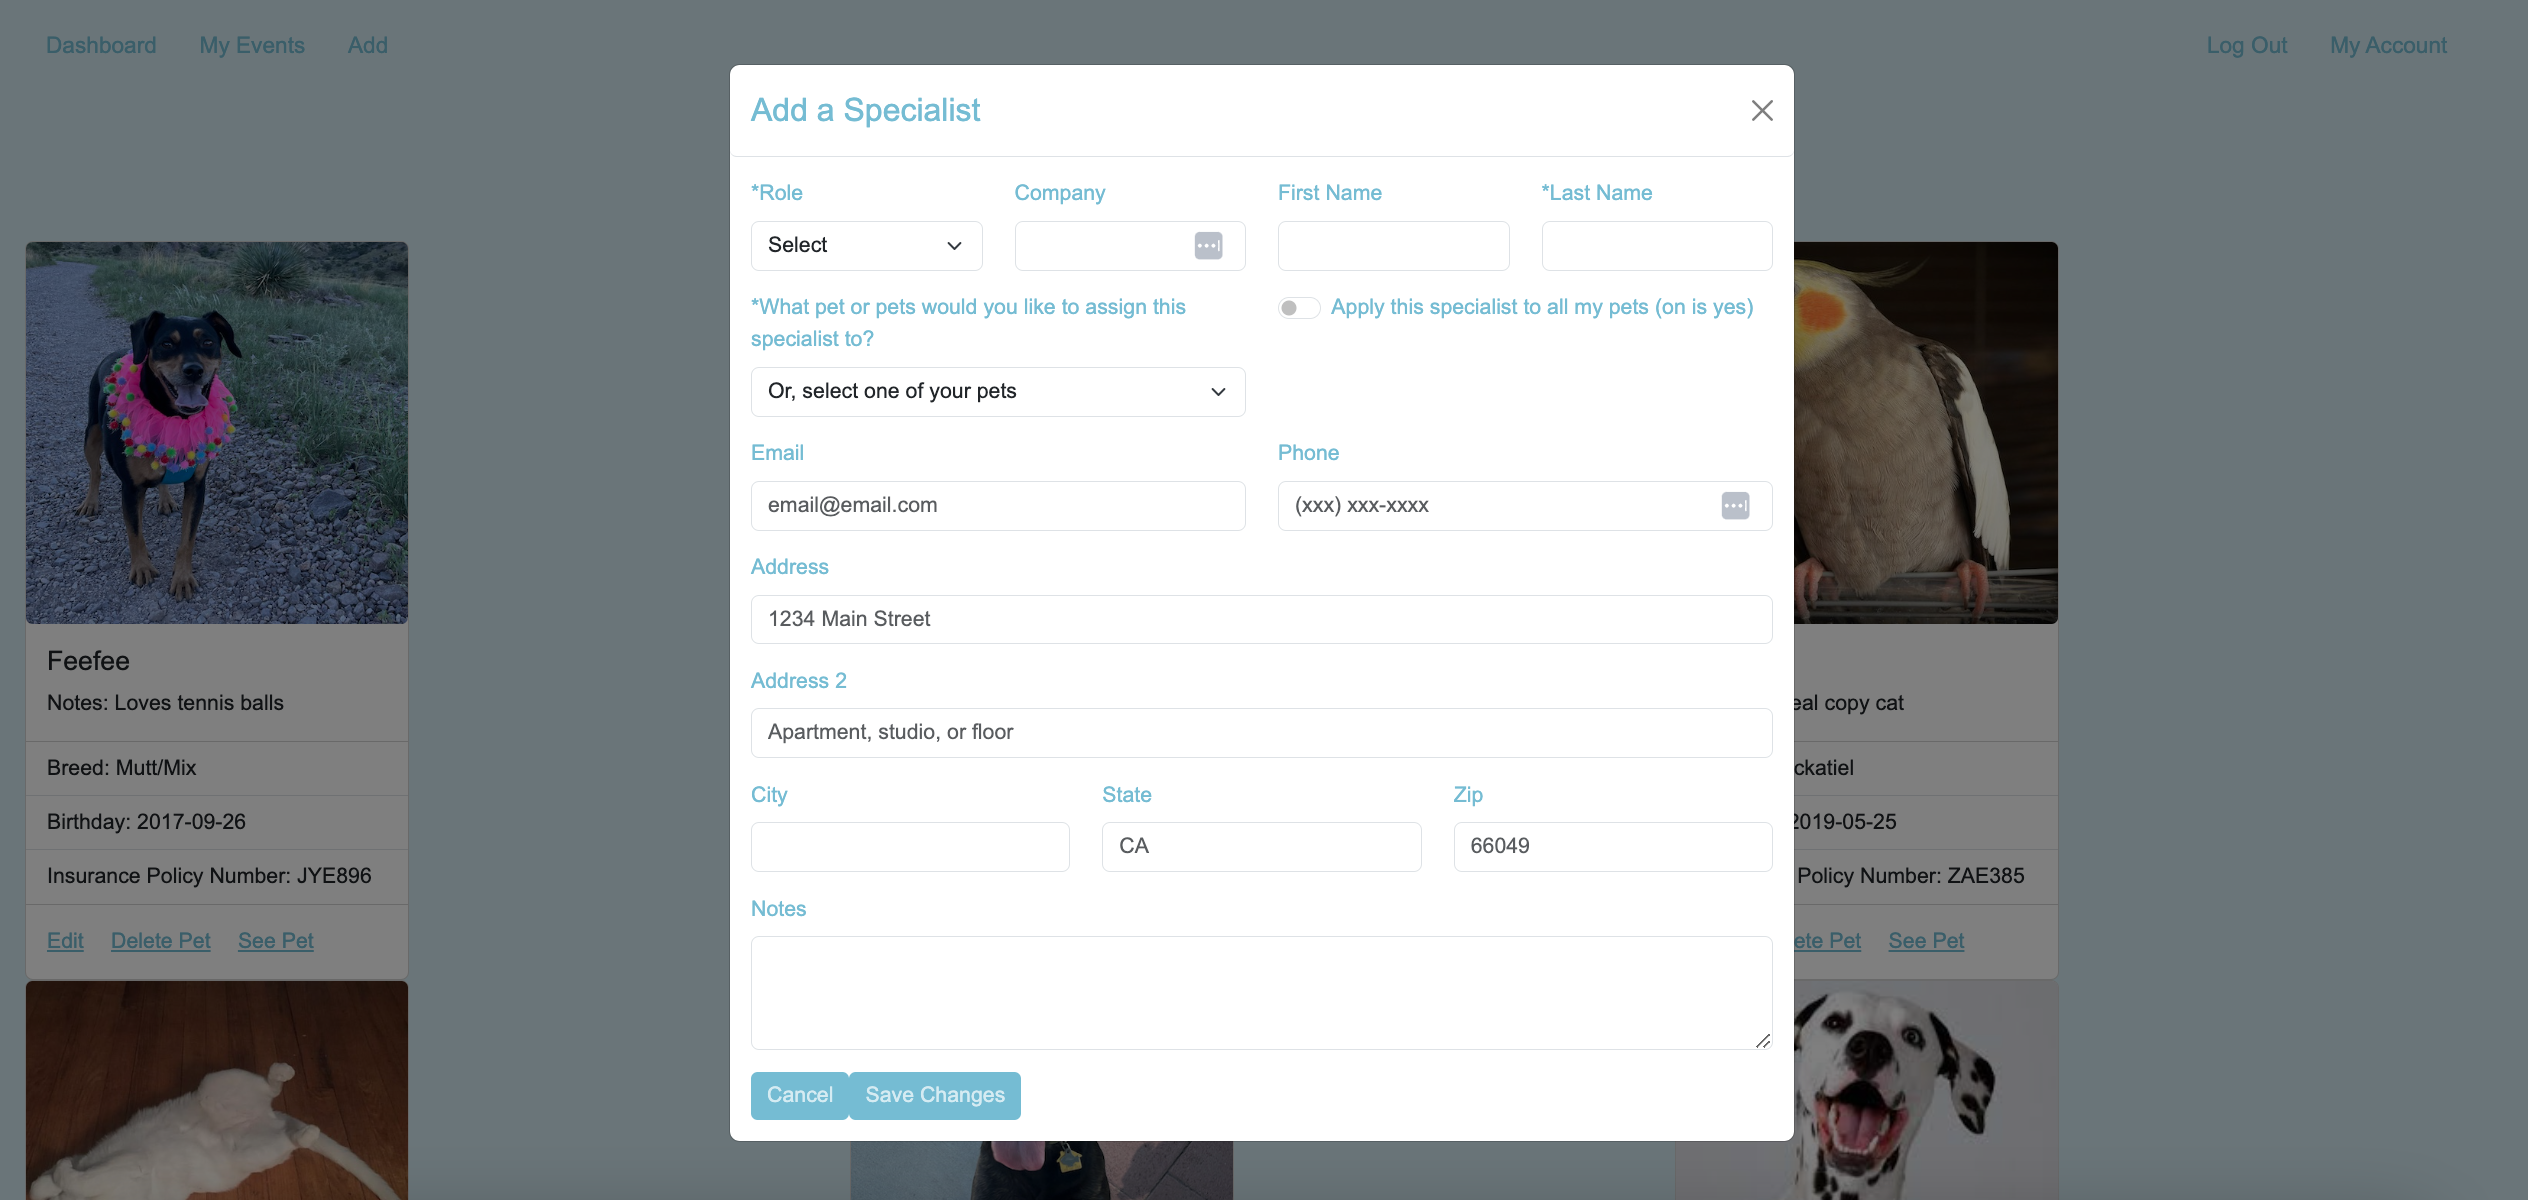 Dashboard My Events Add Log Out My Account
Add a Specialist
*Role Company First Name *Last Name
Select
*What pet or pets would you like to assign this
specialist to?
Apply this specialist to all my pets (on is yes)
Or, select one of your pets
Email Phone
email@email.com (xxx) xxx-xxxx
Address
1234 Main Street
Address 2
Apartment, studio, or floor
City State Zip
CA 66049
Notes
Cancel Save Changes
Feefee
Notes: Loves tennis balls
Breed: Mutt/Mix
Birthday: 2017-09-26
Insurance Policy Number: JYE896
Edit Delete Pet See Pet
copy cat
2019-05-25
Policy Number: ZAE385
Pet See Pet